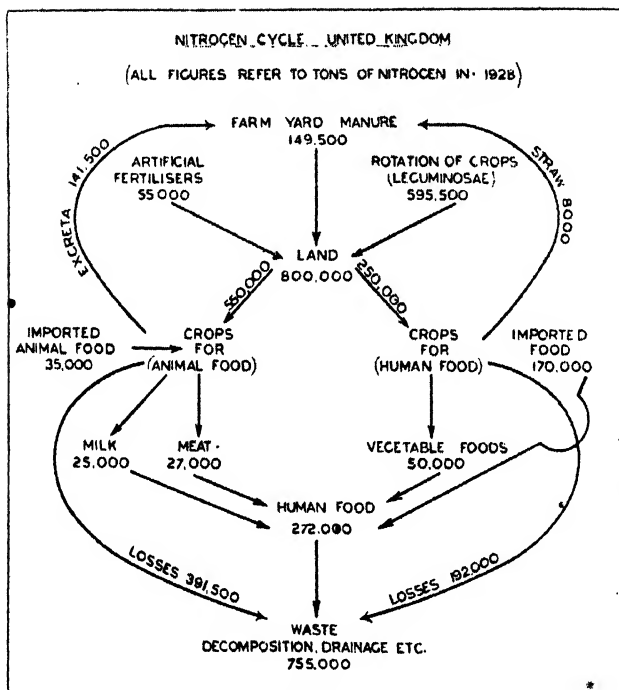 NITROGEN CYCLE UNITED KINGDOM
(ALL FIGURES REFER TO TONS OF NITROGEN IN· 1928)
FARM YARD MANURE
149.500
EXCRETA 141.500
ARTIFICIAL
FERTILISERS
55000
ROTATION OF CROPS
(LEGUMINOSAE)
595.500
STRAW 8000
LAND
800,000
550,000
250,000
IMPORTED
ANIMAL FOOD
35,000
CROPS
FOR
(ANIMAL FOOD)
CROPS
FOR
(HUMAN FOOD)
IMPORTED
FOOD
170.000
MILK
25.000
MEAT·
27,000
VEGETABLE FOODS
50,000
HUMAN FOOD
272.000
LOSSES 391,500
LOSSES 192,000
WASTE
DECOMPOSITION, DRAINAGE ETC.
755.000